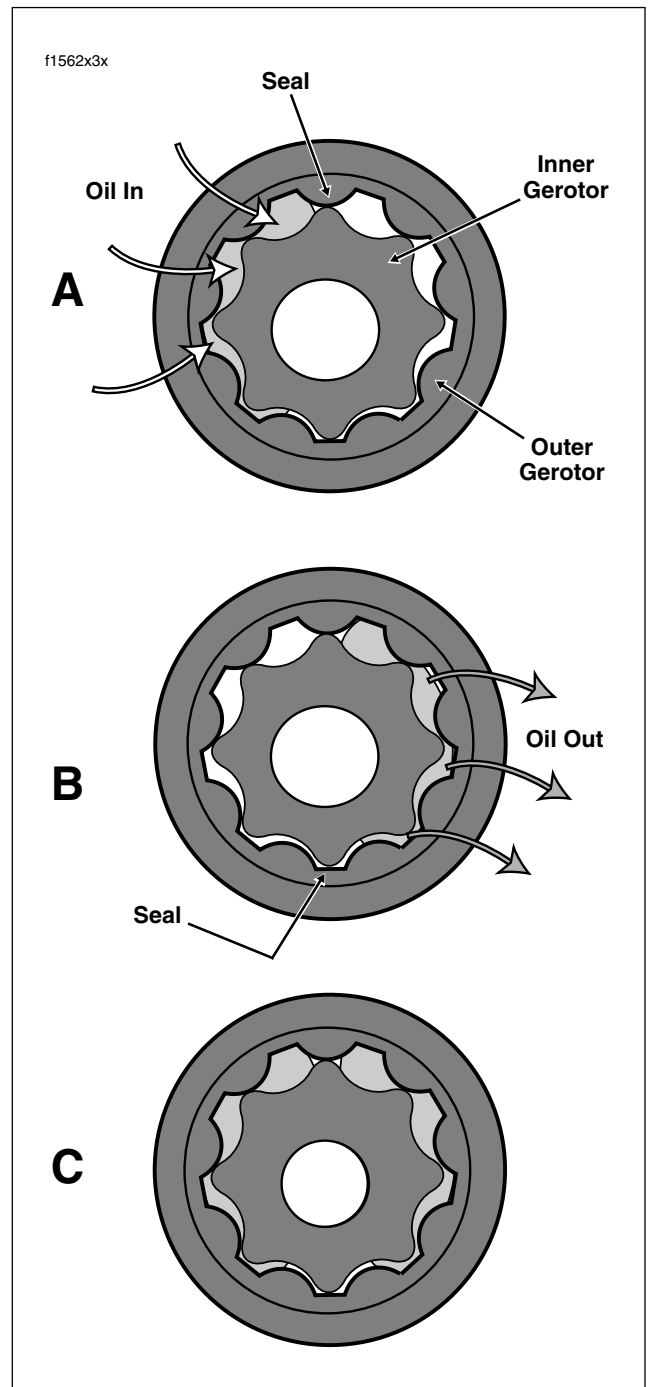 f1562x3x
Seal
Inner
Gerotor
Oil In
A
Outer
Gerotor
B
Oil Out
Seal
C